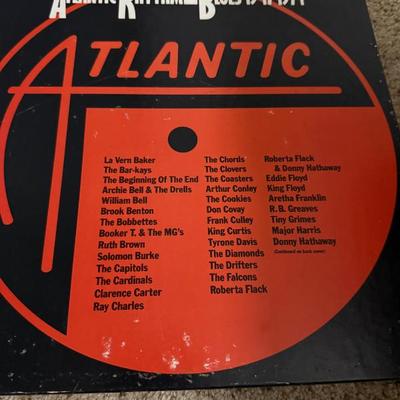 ATLANTIC RHYTHM
ATLANTIC
La Vern Baker
The Bar-kays
The Beginning Of The End
Archie Bell & The Drells
William Bell
Brook Benton
The Bobbettes
Booker T. & The MG's
Ruth Brown
Solomon Burke
The Capitols
The Cardinals
Clarence Carter
Ray Charles
The Chords
The Clovers
The Coasters
Arthur Conley
The Cookies
Don Covay
Frank Culley
King Curtis
Tyrone Davis
The Diamonds
The Drifters
The Falcons
Roberta Flack
Roberta Flack
& Donny Hathaway
Eddie Floyd
King Floyd
Aretha Franklin
R.B. Greaves
Tiny Grimes
Major Harris
Donny Hathaway
(Continued on back cover)